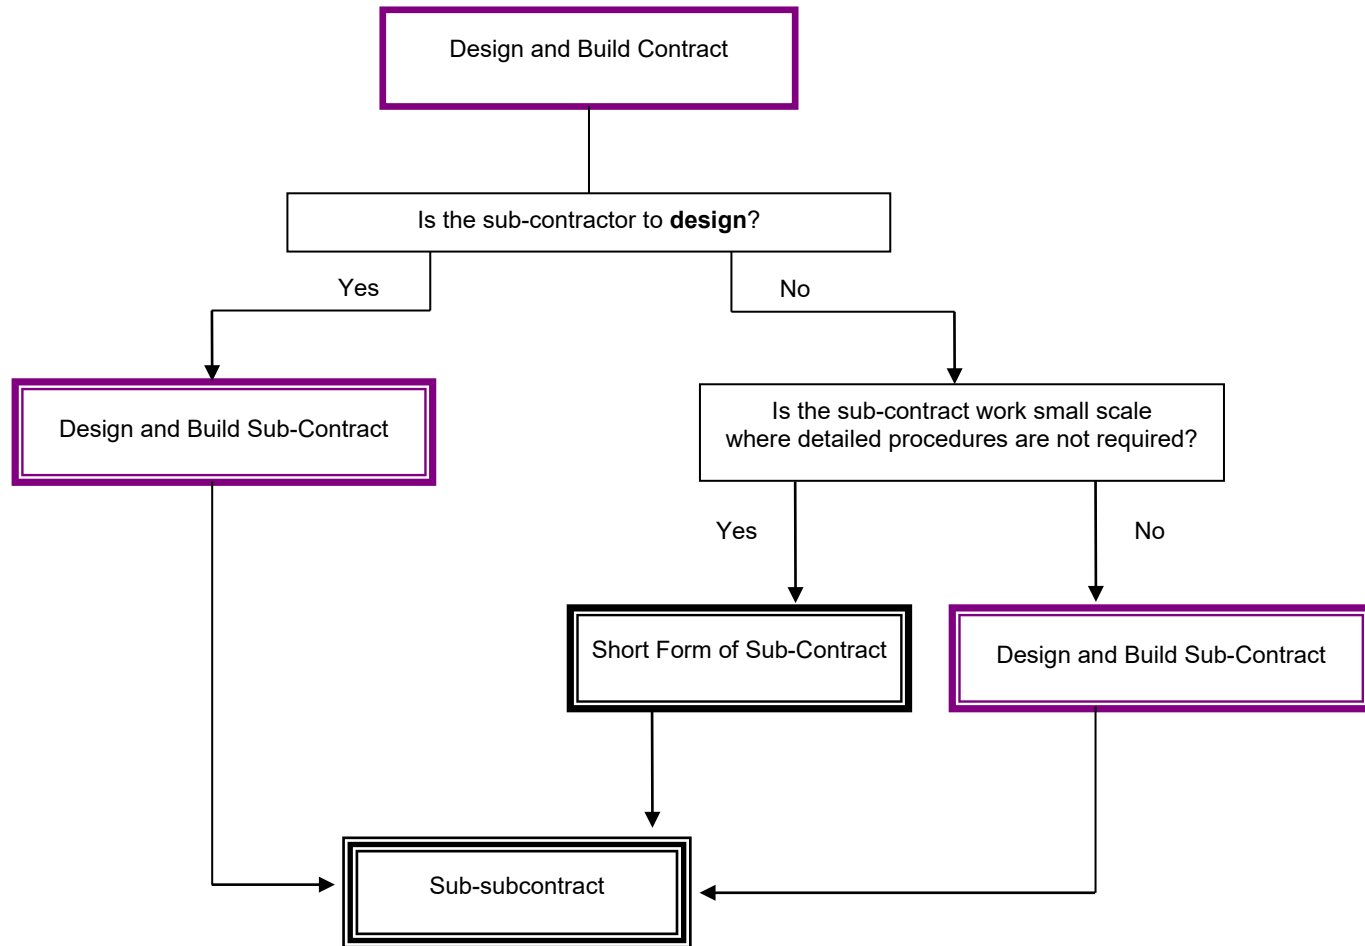 Design and Build Contract
Is the sub-contractor to design?
Yes
No
Design and Build Sub-Contract
Is the sub-contract work small scale
where detailed procedures are not required?
Yes
No
Short Form of Sub-Contract
Design and Build Sub-Contract
Sub-subcontract